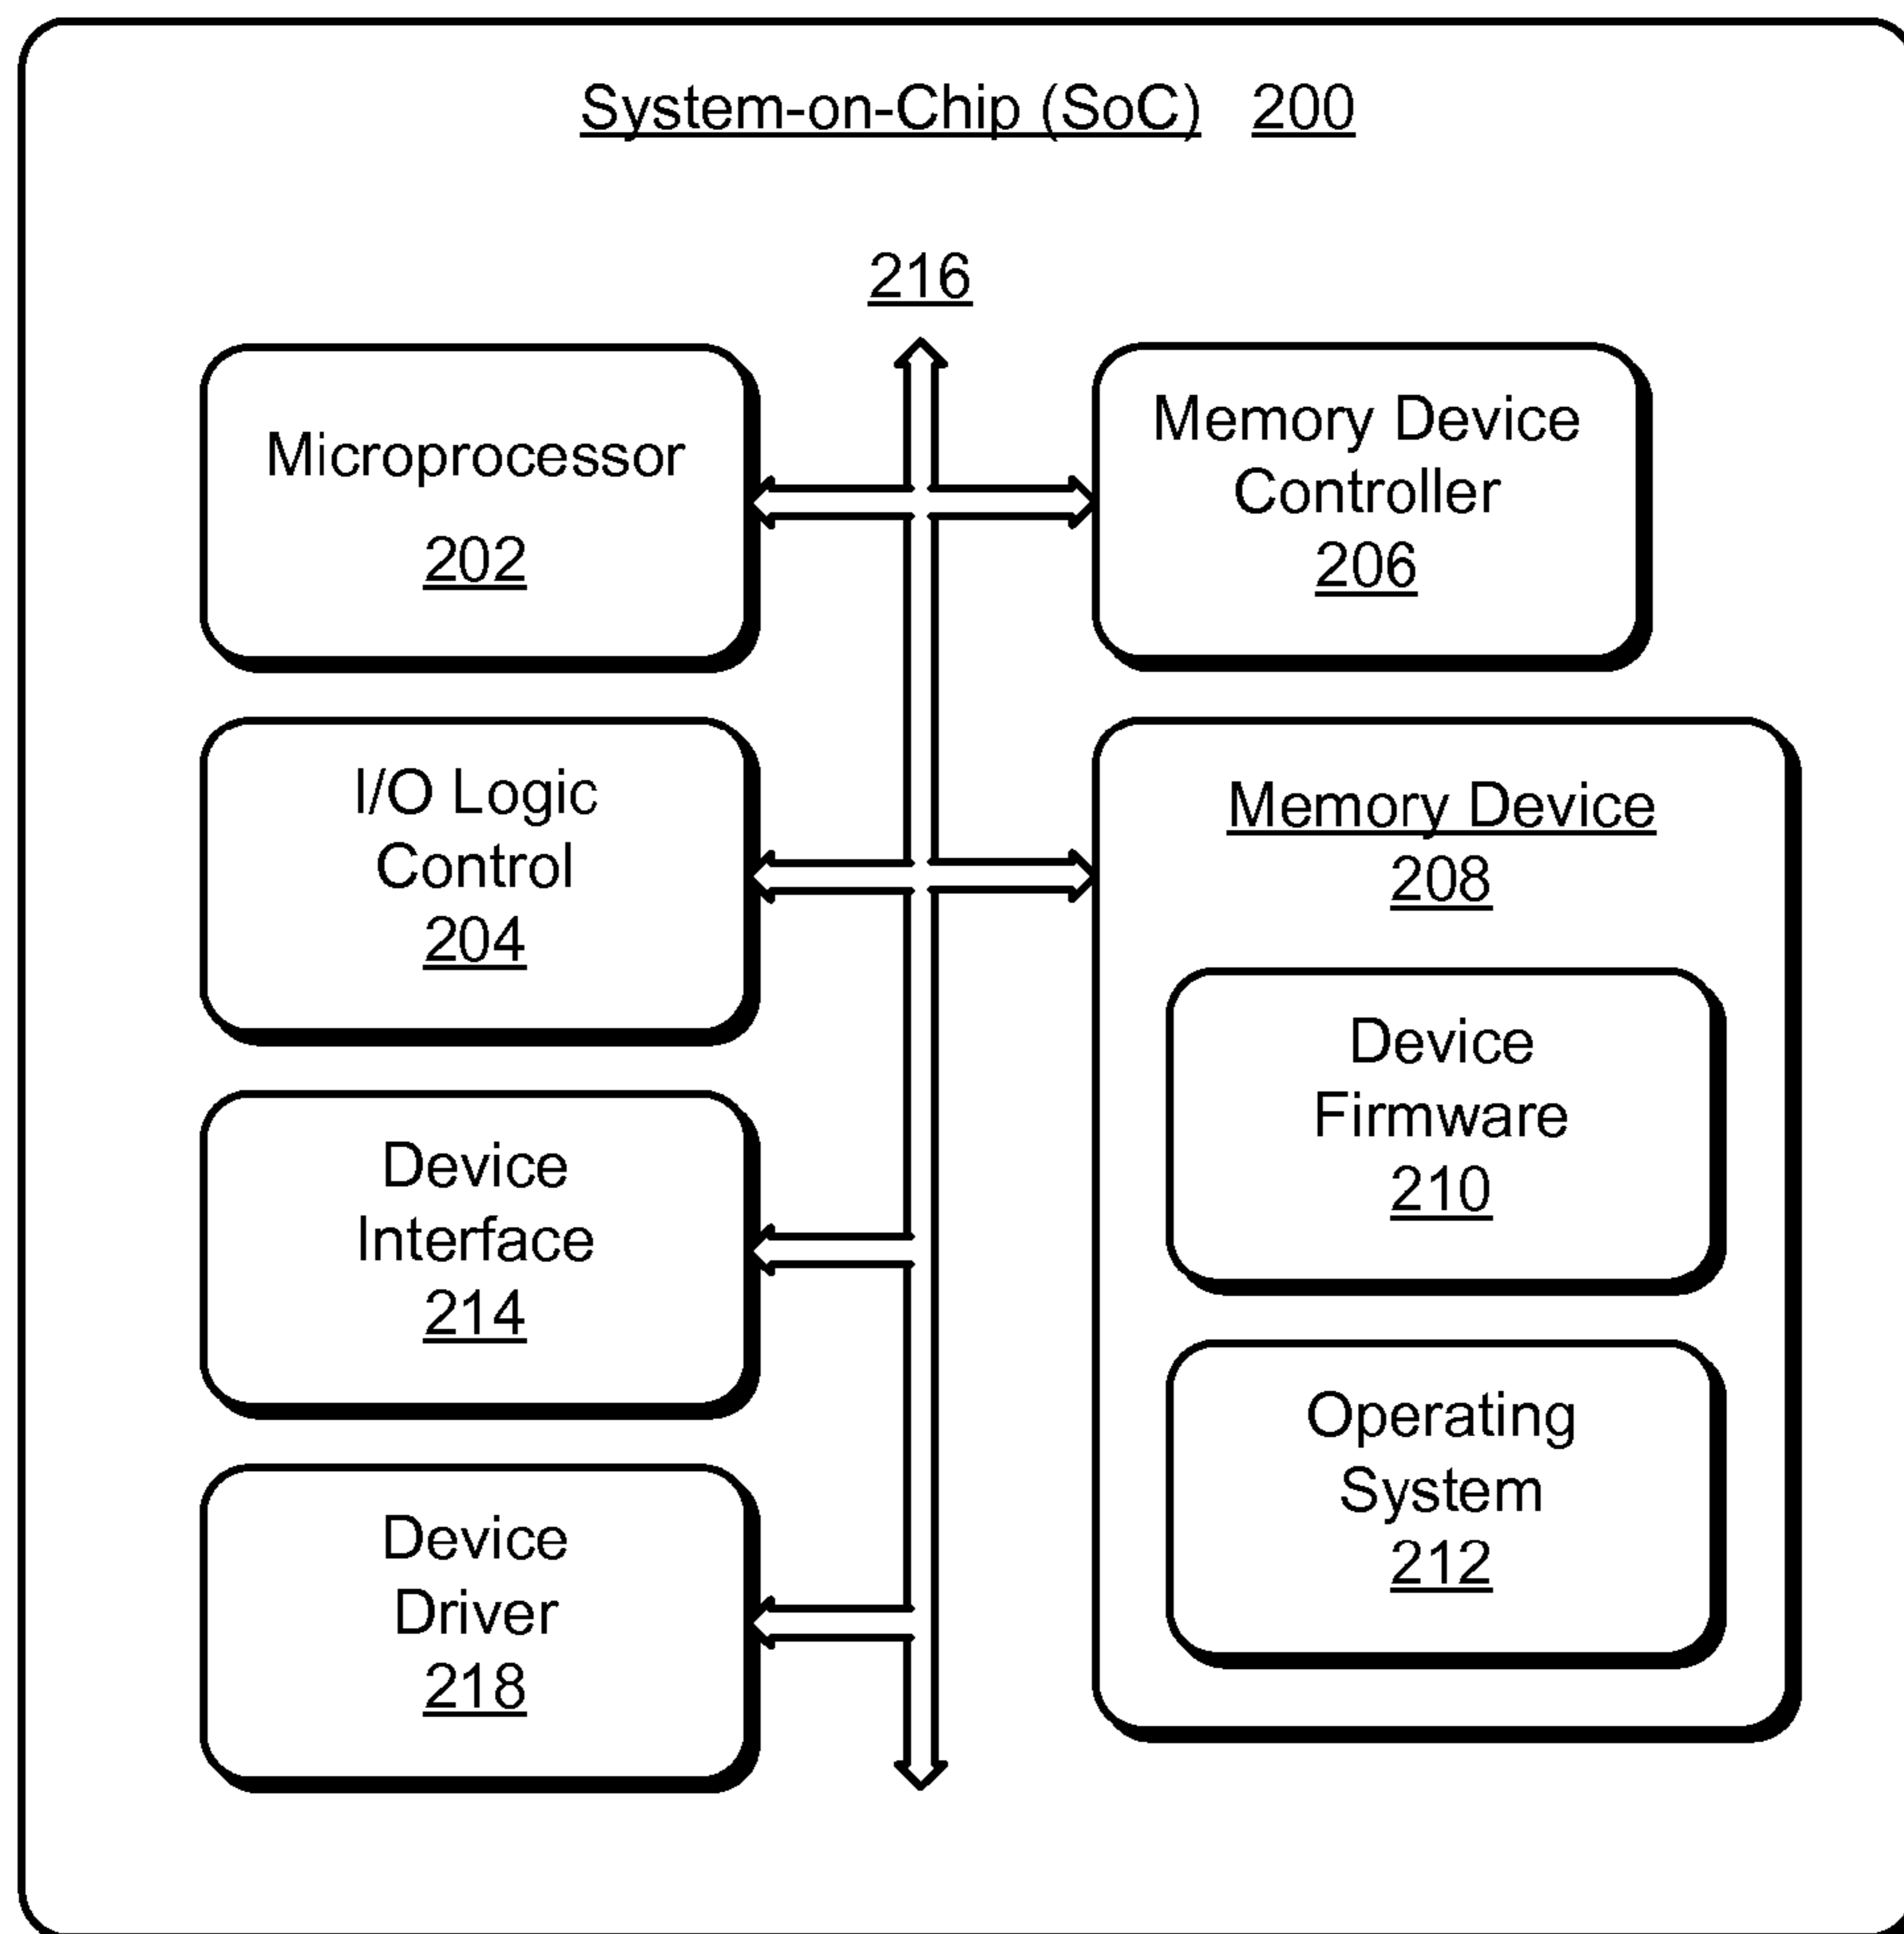 System-on-Chip (SoC) 200
216
Microprocessor
202
Memory Device
Controller
206
I/O Logic
Control
204
Memory Device
208
Device
Firmware
210
Device
Interface
214
Operating
System
212
Device
Driver
218